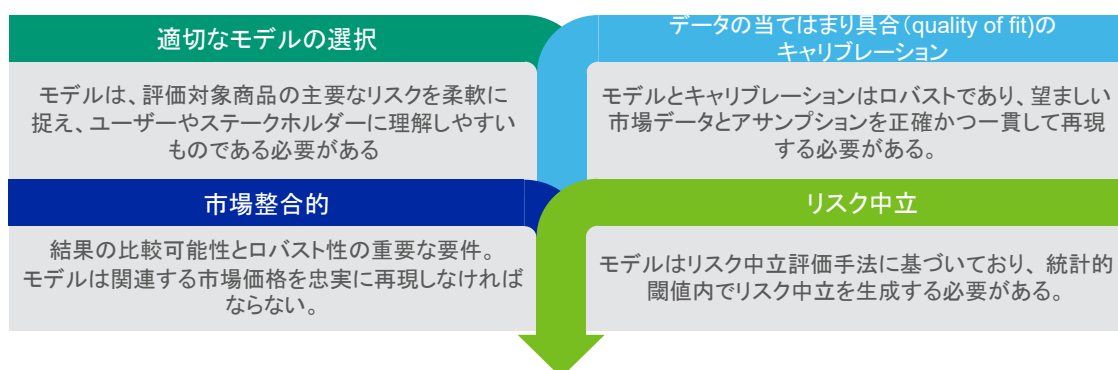 適切なモデルの選択
モデルは、評価対象商品の主要なリスクを柔軟に
捉え、ユーザーやステークホルダーに理解しやすい
ものである必要がある
データの当てはまり具合(quality of fit)の
キャリブレーション
モデルとキャリブレーションはロバストであり、望ましい
市場データとアサンプションを正確かつ一貫して再現
する必要がある。
市場整合的
結果の比較可能性とロバスト性の重要な要件。
モデルは関連する市場価格を忠実に再現しなければ
ならない。
リスク中立
モデルはリスク中立評価手法に基づいており、統計的
閾値内でリスク中立を生成する必要がある。